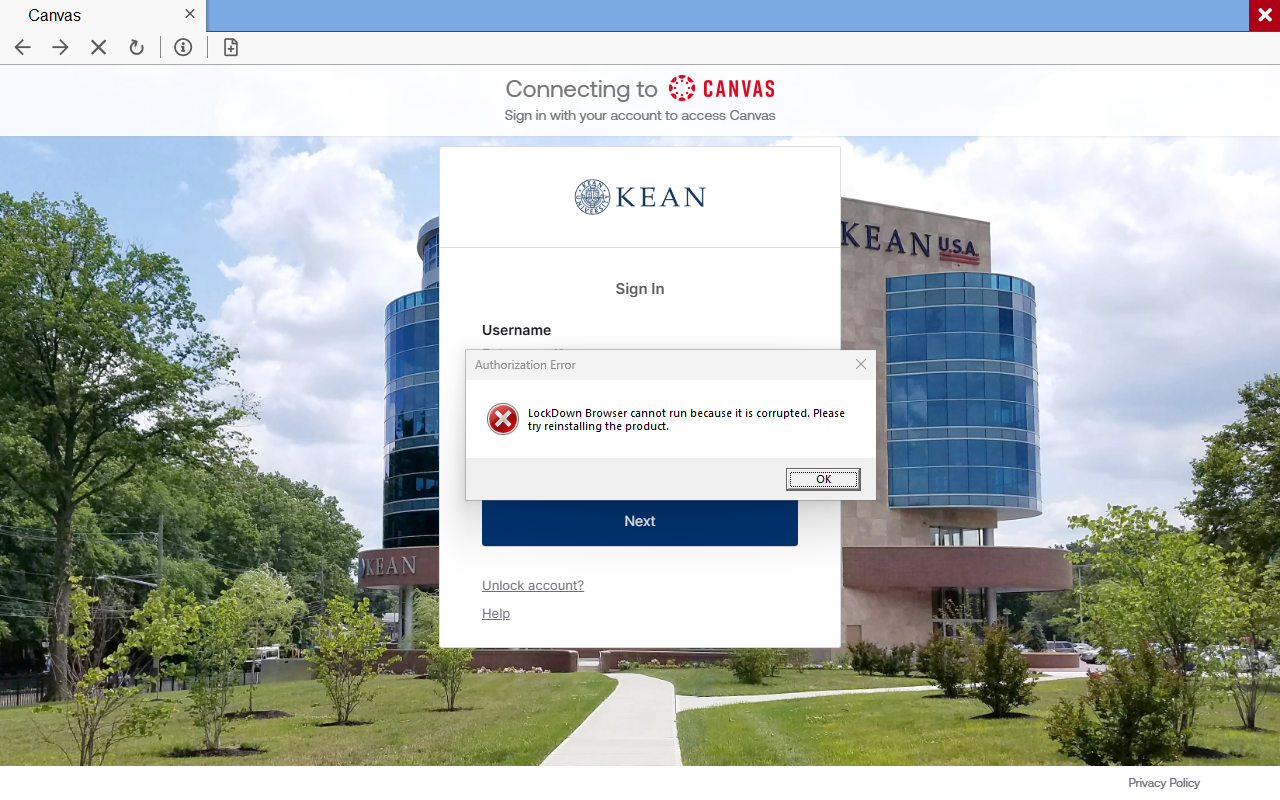 Canvas
Connecting to CANVAS
Sign in with your account to access Canvas
KEAN UNIVERSITY KEAN
KEAN U.S.A.
Sign In
Username
Authorization Error
LockDown Browser cannot run because it is corrupted. Please
try reinstalling the product.
OK
Next
KEAN
Unlock account?
Help
Privacy Policy